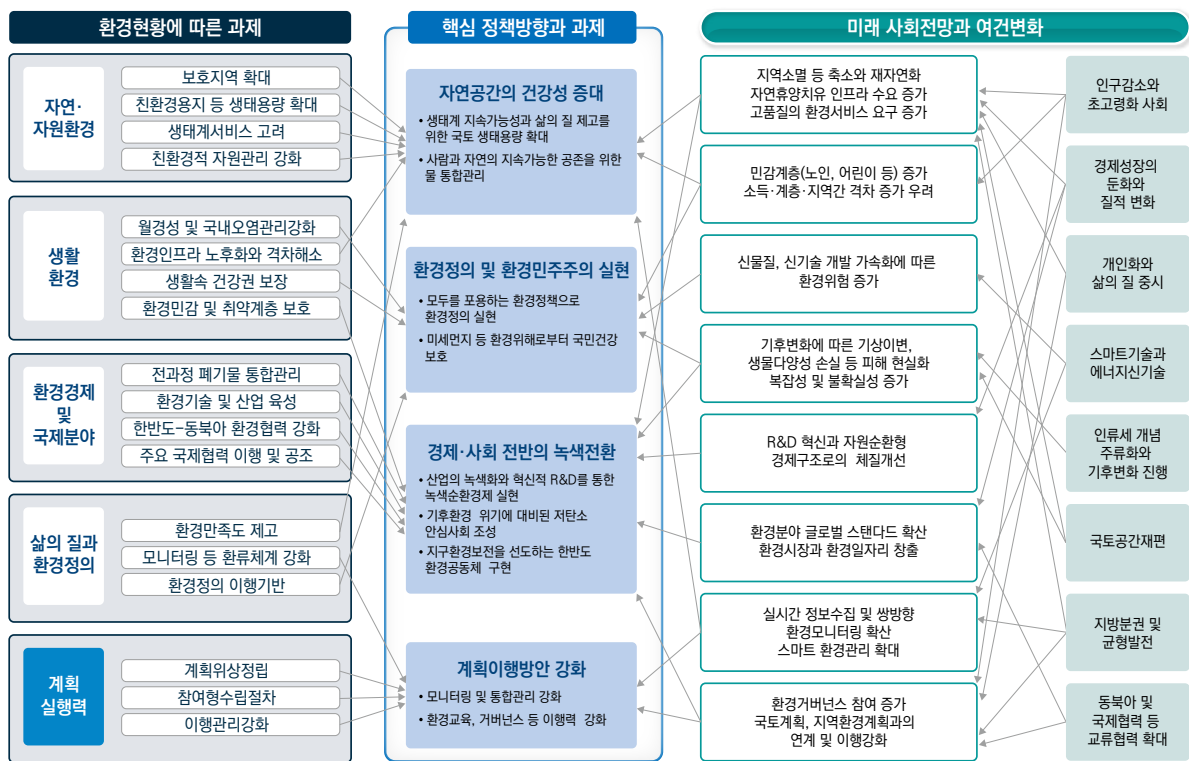 환경현황에 따른 과제
자연·
자원환경
보호지역 확대
친환경용지 등 생태용량 확대
생태계서비스 고려
친환경적 자원관리 강화
생활
환경
월경성 및 국내오염관리강화
환경인프라 노후화와 격차해소
생활속 건강권 보장
환경민감 및 취약계층 보호
환경경제
및
국제분야
전과정 폐기물 통합관리
환경기술 및 산업 육성
한반도-동북아 환경협력 강화
주요 국제협력 이행 및 공조
삶의 질과
환경정의
환경만족도 제고
모니터링 등 환류체계 강화
환경정의 이행기반
계획
실행력
계획위상정립
참여형수립절차
이행관리강화
핵심 정책방향과 과제
자연공간의 건강성 증대
• 생태계 지속가능성과 삶의 질 제고를
위한 국토 생태용량 확대
• 사람과 자연의 지속가능한 공존을 위한
물 통합관리
환경정의 및 환경민주주의 실현
• 모두를 포용하는 환경정책으로
환경정의 실현
• 미세먼지 등 환경위해로부터 국민건강
보호
경제·사회 전반의 녹색전환
• 산업의 녹색화와 혁신적 R&D를 통한
녹색순환경제 실현
• 기후환경 위기에 대비된 저탄소
안심사회 조성
• 지구환경보전을 선도하는 한반도
환경공동체 구현
계획이행방안 강화
• 모니터링 및 통합관리 강화
• 환경교육, 거버넌스 등 이행력 강화
미래 사회전망과 여건변화
지역소멸 등 축소와 재자연화
자연휴양치유 인프라 수요 증가
고품질의 환경서비스 요구 증가
민감계층(노인, 어린이 등) 증가
소득·계층·지역간 격차 증가 우려
신물질, 신기술 개발 가속화에 따른
환경위험 증가
기후변화에 따른 기상이변,
생물다양성 손실 등 피해 현실화
복잡성 및 불확실성 증가
R&D 혁신과 자원순환형
경제구조로의 체질개선
환경분야 글로벌 스탠다드 확산
환경시장과 환경일자리 창출
실시간 정보수집 및 쌍방향
환경모니터링 확산
스마트 환경관리 확대
환경거버넌스 참여 증가
국토계획, 지역환경계획과의
연계 및 이행강화
인구감소와
초고령화 사회
경제성장의
둔화와
질적 변화
개인화와
삶의 질 중시
스마트기술과
에너지신기술
인류세 개념
주류화와
기후변화 진행
국토공간재편
지방분권 및
균형발전
동북아 및
국제협력 등
교류협력 확대